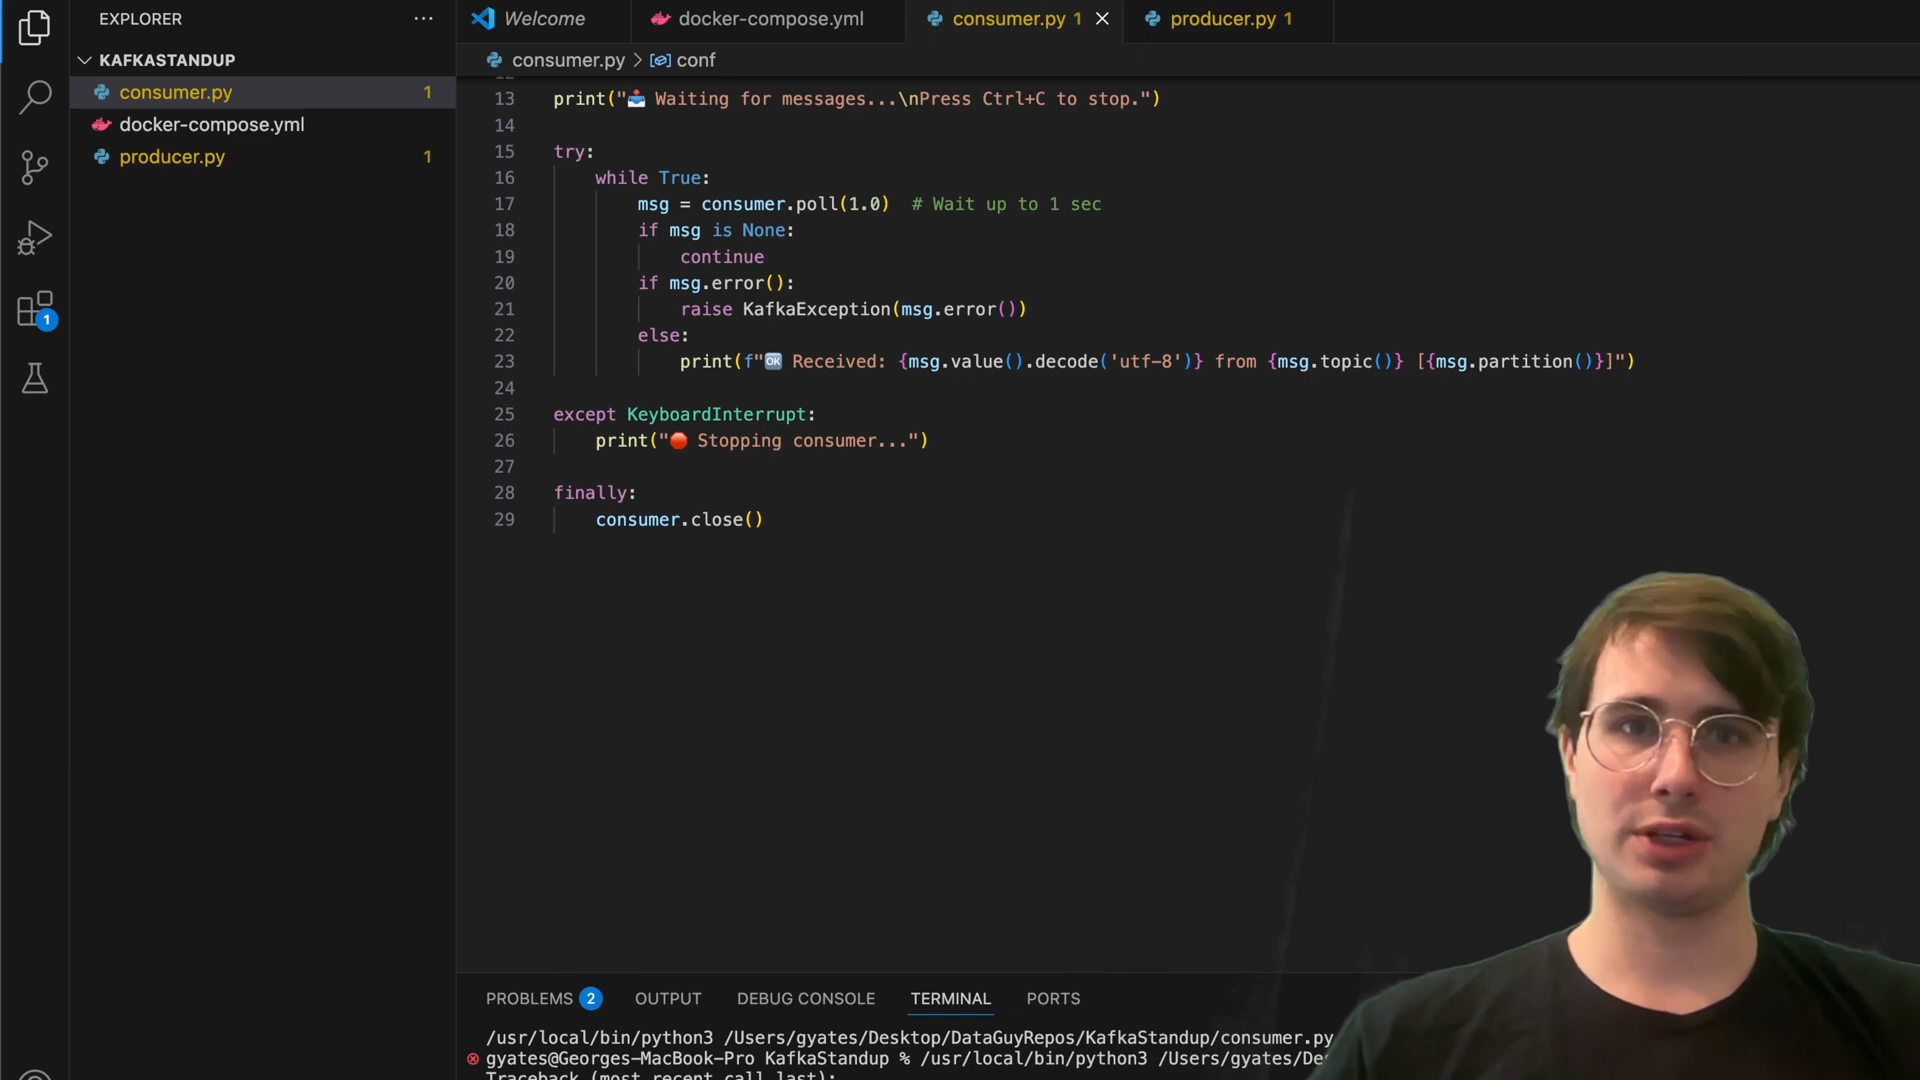 EXPLORER
KAFKASTANDUP
consumer.py 1
docker-compose.yml
producer.py 1
1
Welcome
docker-compose.yml
consumer.py 1
producer.py 1
consumer.py > conf
13 print("📥 Waiting for messages...\nPress Ctrl+C to stop.")
14
15 try:
16 while True:
17 msg = consumer.poll(1.0) # Wait up to 1 sec
18 if msg is None:
19 continue
20 if msg.error():
21 raise KafkaException(msg.error())
22 else:
23 print(f"🆗 Received: {msg.value().decode('utf-8')} from {msg.topic()} [{msg.partition()}]")
24
25 except KeyboardInterrupt:
26 print("🛑 Stopping consumer...")
27
28 finally:
29 consumer.close()
PROBLEMS 2 OUTPUT DEBUG CONSOLE TERMINAL PORTS
/usr/local/bin/python3 /Users/gyates/Desktop/DataGuyRepos/KafkaStandup/consumer.py
gyates@Georges-MacBook-Pro KafkaStandup % /usr/local/bin/python3 /Users/gyates/De
Traceback (most recent call last):